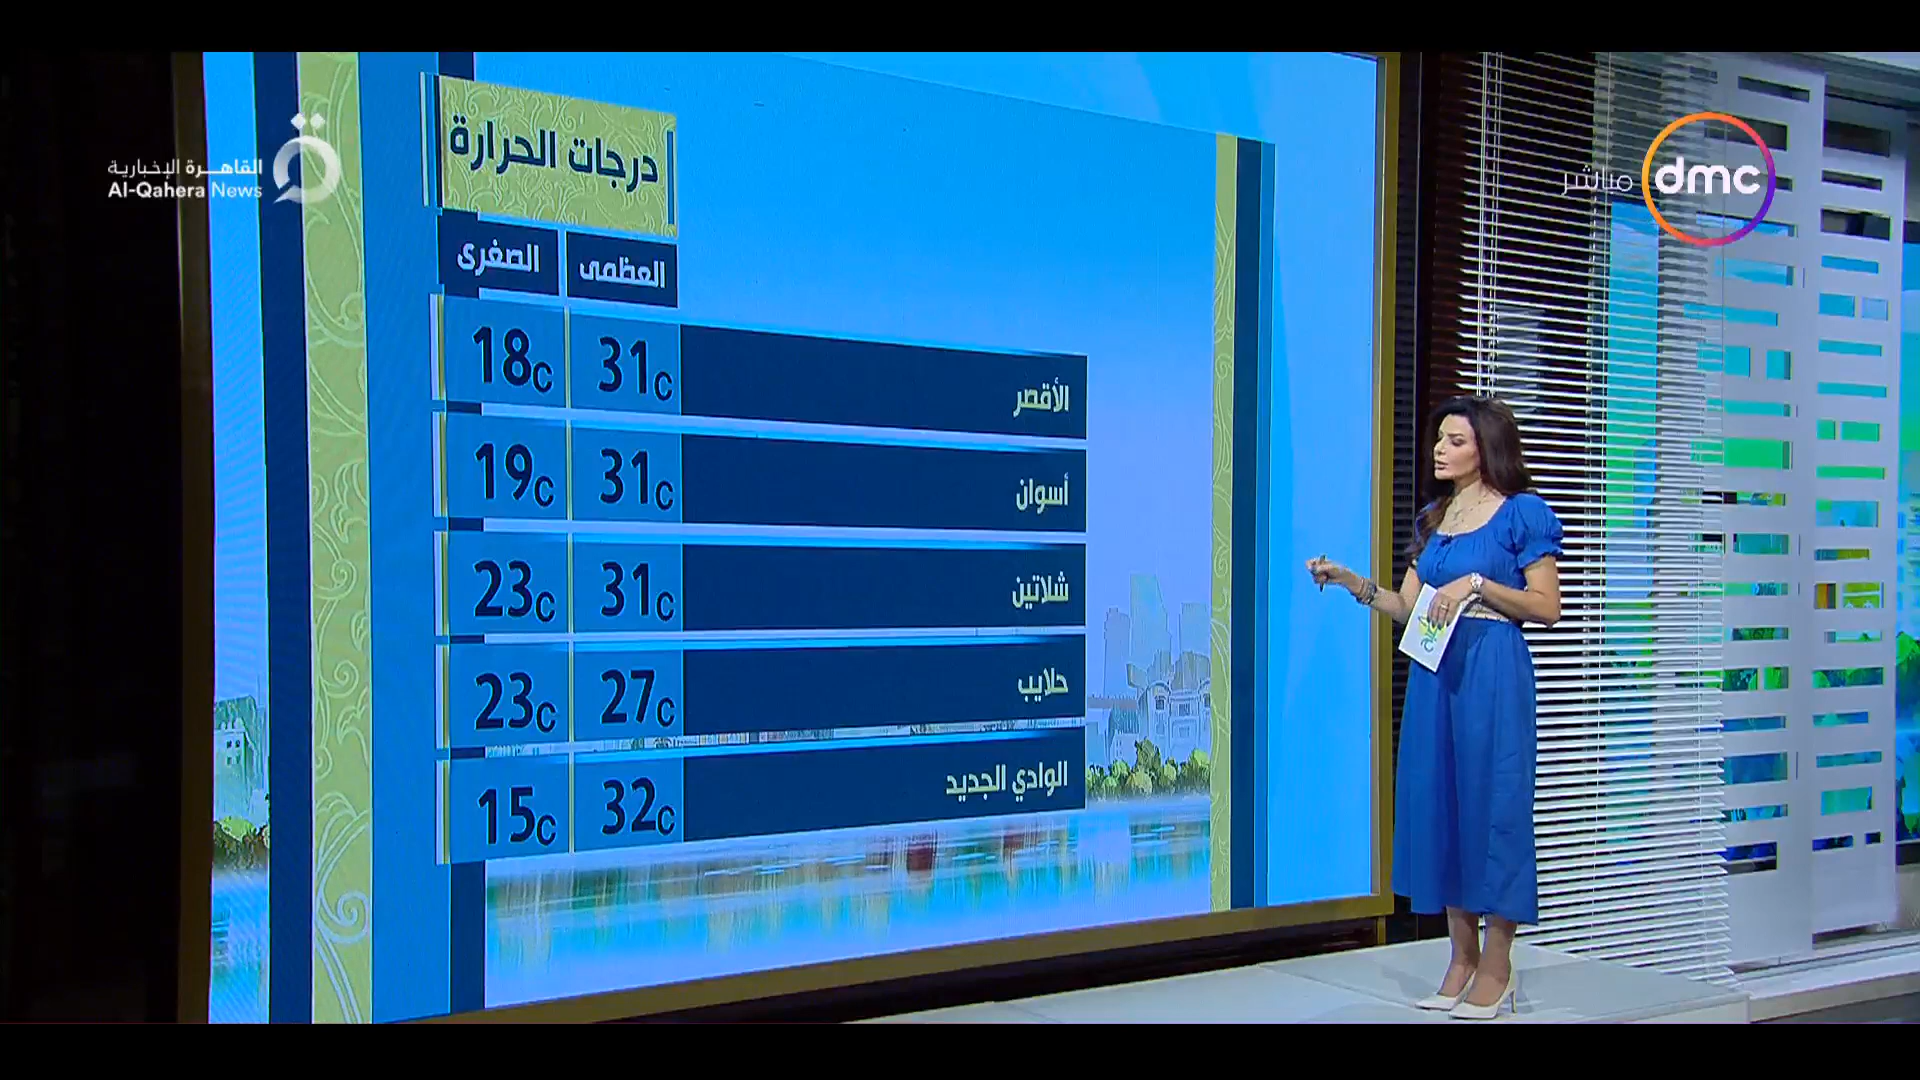 القاهرة الإخبارية
Al-Qahera News
dmc
مباشر
درجات الحرارة
العظمى الصغرى
الأقصر 31c 18c
أسوان 31c 19c
شلاتين 31c 23c
حلايب 27c 23c
الوادي الجديد 32c 15c